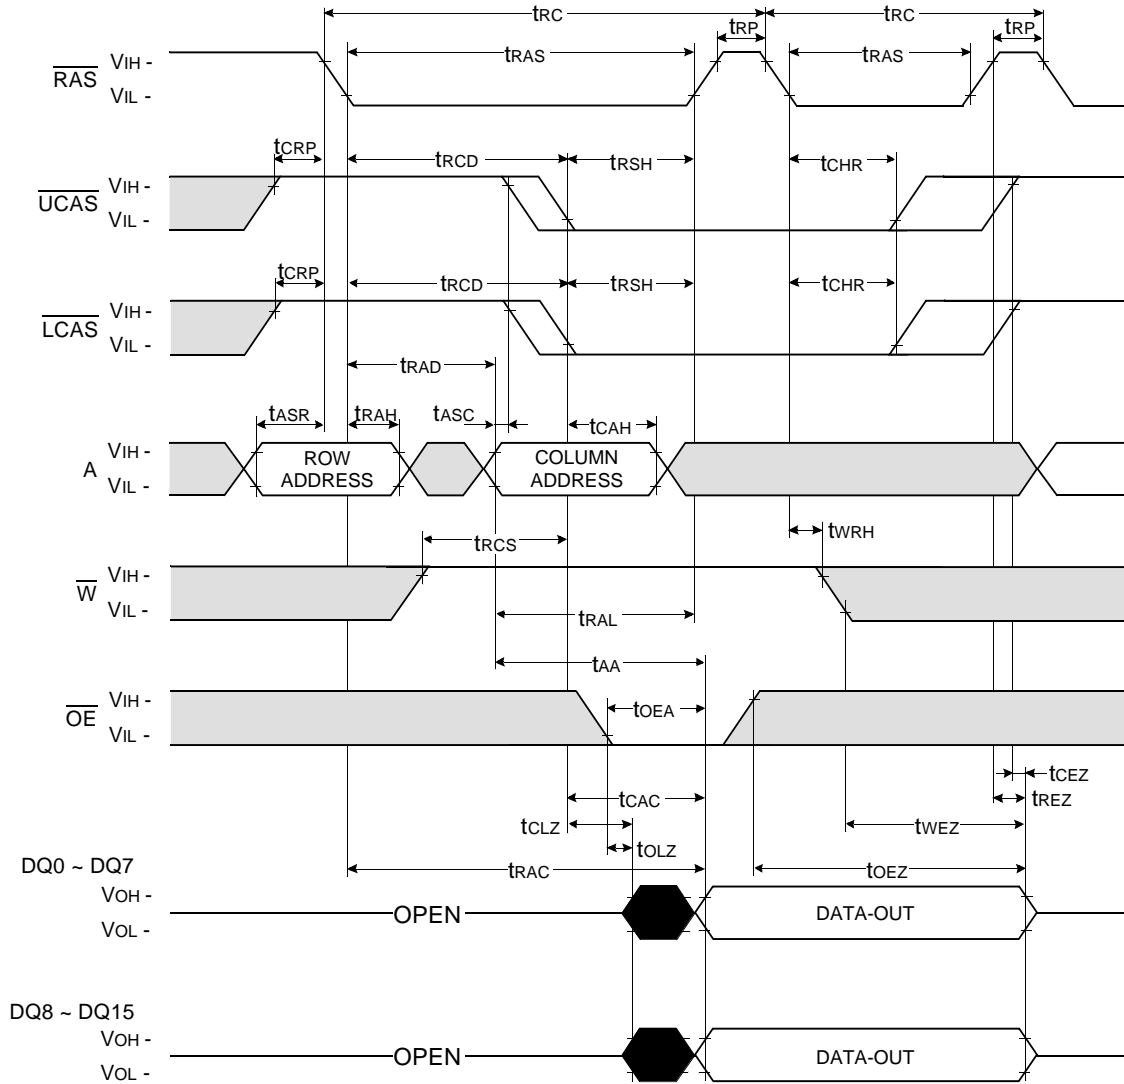 tRC tRC
tRP tRP
RAS VIH - tRAS tRAS
VIL -
tCRP tRCD tRSH tCHR
UCAS VIH -
VIL -
tCRP tRCD tRSH tCHR
LCAS VIH -
VIL -
tRAD
tASR tRAH tASC tCAH
A VIH - ROW ADDRESS COLUMN ADDRESS
VIL -
tRCS tWRH
W VIH -
VIL -
tRAL
tAA
OE VIH - tOEA
VIL -
tCEZ
tCAC tREZ
tCLZ tWEZ
tOLZ
DQ0 ~ DQ7 tRAC tOEZ
VOH -
OPEN DATA-OUT
VOL -
DQ8 ~ DQ15
VOH -
OPEN DATA-OUT
VOL -